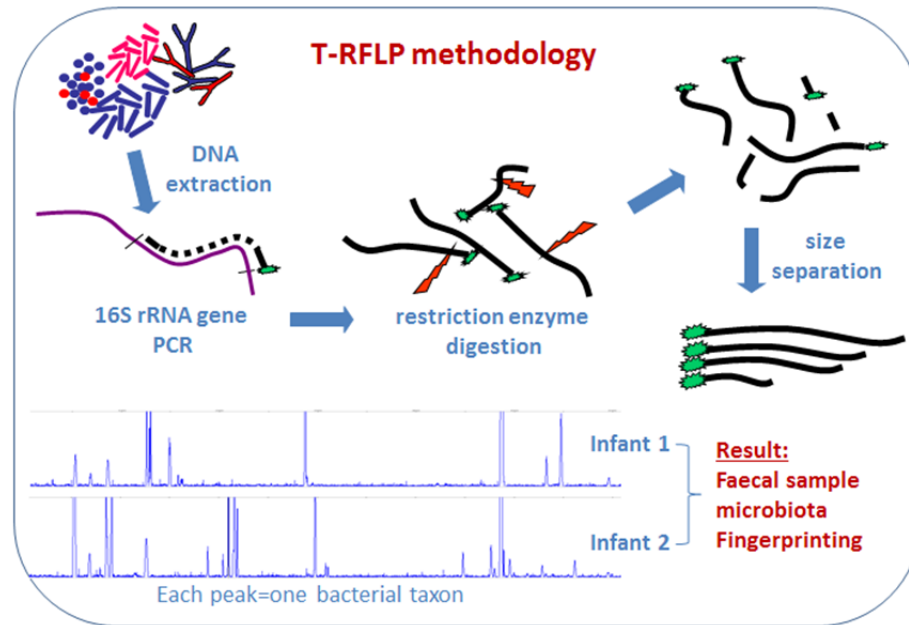 T-RFLP methodology
DNA
extraction
16S rRNA gene
PCR
restriction enzyme
digestion
size
separation
Infant 1
Infant 2
Result:
Faecal sample
microbiota
Fingerprinting
Each peak=one bacterial taxon